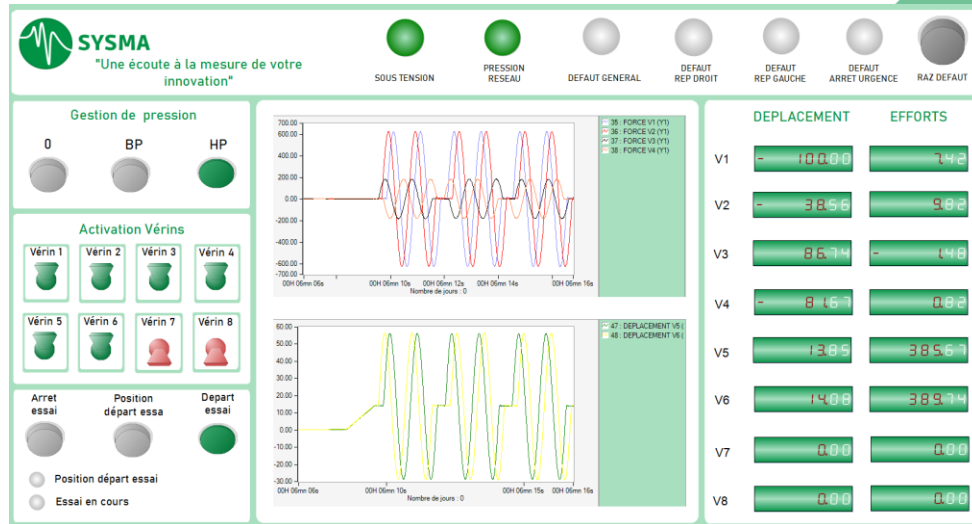 SYSMA
"Une écoute à la mesure de votre
innovation"
SOUS TENSION
PRESSION
RESEAU
DEFAUT GENERAL
DEFAUT
REP DROIT
DEFAUT
REP GAUCHE
DEFAUT
ARRET URGENCE
RAZ DEFAUT
Gestion de pression
0 BP HP
Activation Vérins
Vérin 1 Vérin 2 Vérin 3 Vérin 4
Vérin 5 Vérin 6 Vérin 7 Vérin 8
Arret
essai
Position
départ essa
Depart
essai
Position départ essai
Essai en cours
700.00
600.00
400.00
200.00
0.00
-200.00
-400.00
-600.00
-700.00
00H 06mn 06s 00H 06mn 10s 00H 06mn 12s 00H 06mn 14s 00H 06mn 16s
Nombre de jours : 0
35 : FORCE V1 (Y1)
36 : FORCE V2 (Y1)
37 : FORCE V3 (Y1)
38 : FORCE V4 (Y1)
60.00
50.00
40.00
30.00
20.00
10.00
0.00
-10.00
-20.00
-30.00
00H 06mn 06s 00H 06mn 10s 00H 06mn 15s 00H 06mn 16s
Nombre de jours : 0
47 : DEPLACEMENT V5 (
48 : DEPLACEMENT V6 (
DEPLACEMENT EFFORTS
V1 - 100.00 7.42
V2 - 38.56 9.82
V3 86.74 - 1.48
V4 - 81.67 0.82
V5 13.85 385.67
V6 14.08 389.74
V7 0.00 0.00
V8 0.00 0.00